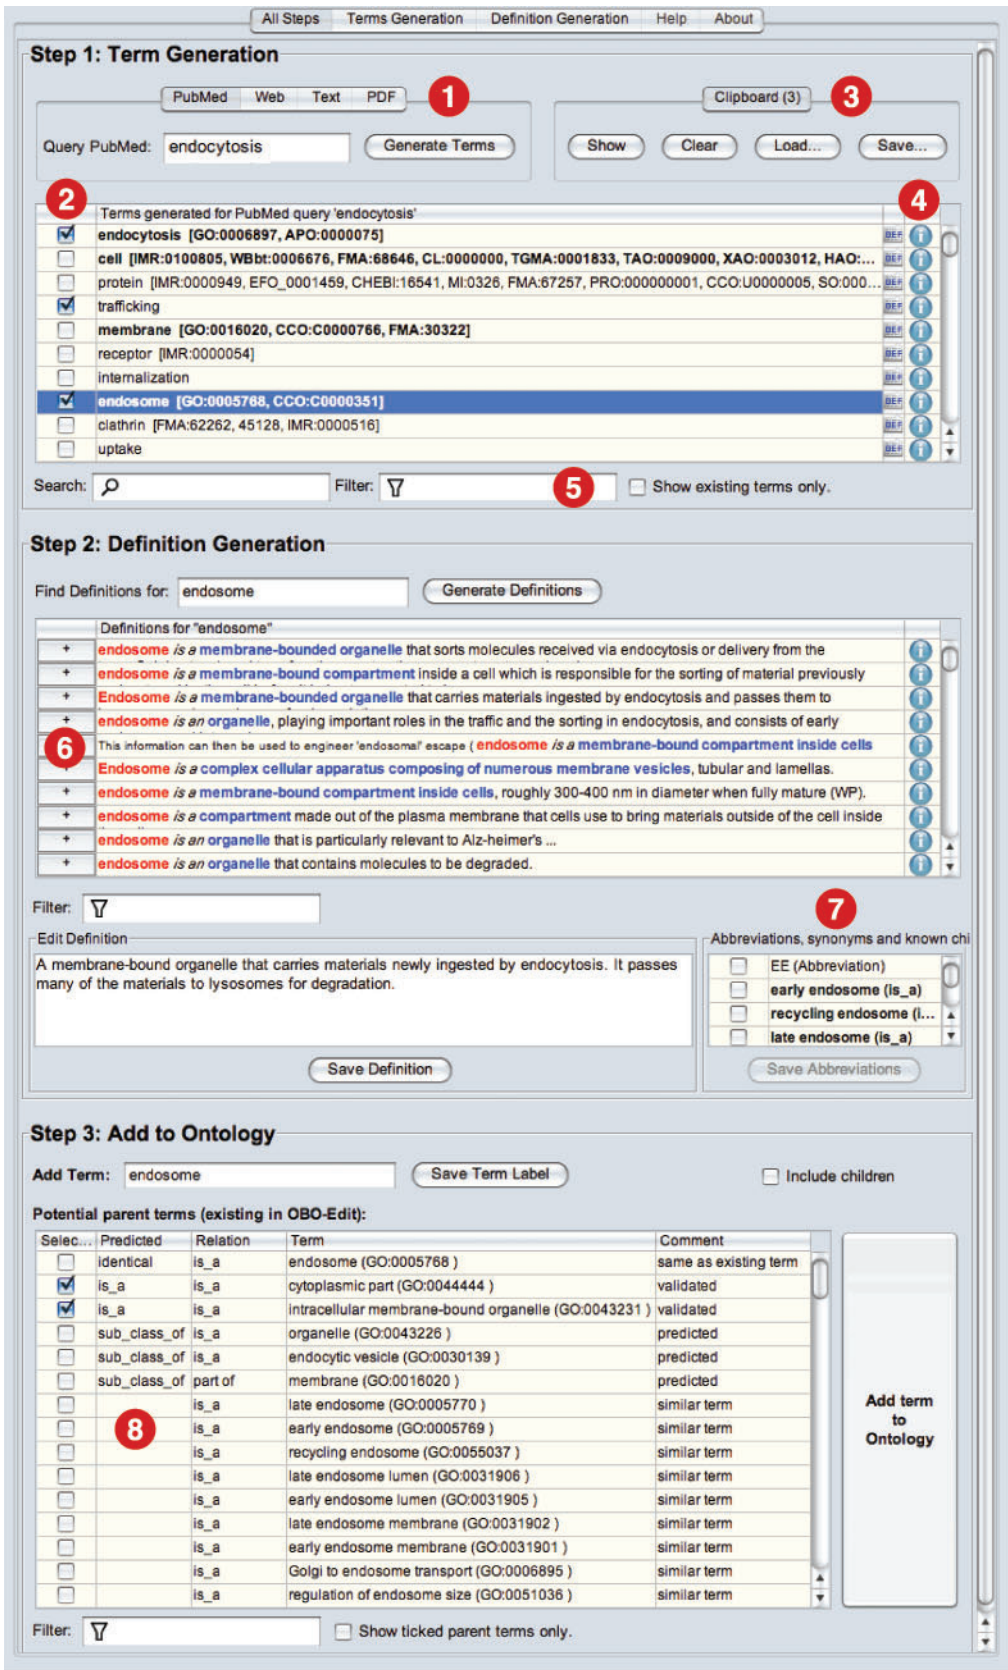 All Steps Terms Generation Definition Generation Help About
Step 1: Term Generation
PubMed Web Text PDF 1
Clipboard (3) 3
Query PubMed: endocytosis Generate Terms
Show Clear Load... Save...
2 4
Terms generated for PubMed query 'endocytosis'
endocytosis [GO:0006897, APO:0000075] DEF i
cell [IMR:0100805, WBbt:0006676, FMA:68646, CL:0000000, TGMA:0001833, TAO:0009000, XAO:0003012, HAO:... DEF i
protein [IMR:0000949, EFO_0001459, CHEBI:16541, MI:0326, FMA:67257, PRO:000000001, CCO:U0000005, SO:000... DEF i
trafficking DEF i
membrane [GO:0016020, CCO:C0000766, FMA:30322] DEF i
receptor [IMR:0000054] DEF i
internalization DEF i
endosome [GO:0005768, CCO:C0000351] DEF i
clathrin [FMA:62262, 45128, IMR:0000516] DEF i
uptake DEF i
Search: Filter: 5 Show existing terms only.
Step 2: Definition Generation
Find Definitions for: endosome Generate Definitions
Definitions for "endosome"
+ endosome is a membrane-bounded organelle that sorts molecules received via endocytosis or delivery from the i
+ endosome is a membrane-bound compartment inside a cell which is responsible for the sorting of material previously i
+ Endosome is a membrane-bounded organelle that carries materials ingested by endocytosis and passes them to i
+ endosome is an organelle, playing important roles in the traffic and the sorting in endocytosis, and consists of early i
6 This information can then be used to engineer 'endosomal' escape ( endosome is a membrane-bound compartment inside cells i
+ Endosome is a complex cellular apparatus composing of numerous membrane vesicles, tubular and lamellas. i
+ endosome is a membrane-bound compartment inside cells, roughly 300-400 nm in diameter when fully mature (WP). i
+ endosome is a compartment made out of the plasma membrane that cells use to bring materials outside of the cell inside i
+ endosome is an organelle that is particularly relevant to Alz-heimer's ... i
+ endosome is an organelle that contains molecules to be degraded. i
Filter: 7
Edit Definition
A membrane-bound organelle that carries materials newly ingested by endocytosis. It passes
many of the materials to lysosomes for degradation.
Save Definition
Abbreviations, synonyms and known chi
EE (Abbreviation)
early endosome (is_a)
recycling endosome (i...
late endosome (is_a)
Save Abbreviations
Step 3: Add to Ontology
Add Term: endosome Save Term Label Include children
Potential parent terms (existing in OBO-Edit):
Selec... Predicted Relation Term Comment
identical is_a endosome (GO:0005768 ) same as existing term
is_a is_a cytoplasmic part (GO:0044444 ) validated
is_a is_a intracellular membrane-bound organelle (GO:0043231 ) validated
sub_class_of is_a organelle (GO:0043226 ) predicted
sub_class_of is_a endocytic vesicle (GO:0030139 ) predicted
sub_class_of part of membrane (GO:0016020 ) predicted
is_a late endosome (GO:0005770 ) similar term
8 is_a early endosome (GO:0005769 ) similar term
is_a recycling endosome (GO:0055037 ) similar term
is_a late endosome lumen (GO:0031906 ) similar term
is_a early endosome lumen (GO:0031905 ) similar term
is_a late endosome membrane (GO:0031902 ) similar term
is_a early endosome membrane (GO:0031901 ) similar term
is_a Golgi to endosome transport (GO:0006895 ) similar term
is_a regulation of endosome size (GO:0051036 ) similar term
Add term
to
Ontology
Filter: Show ticked parent terms only.